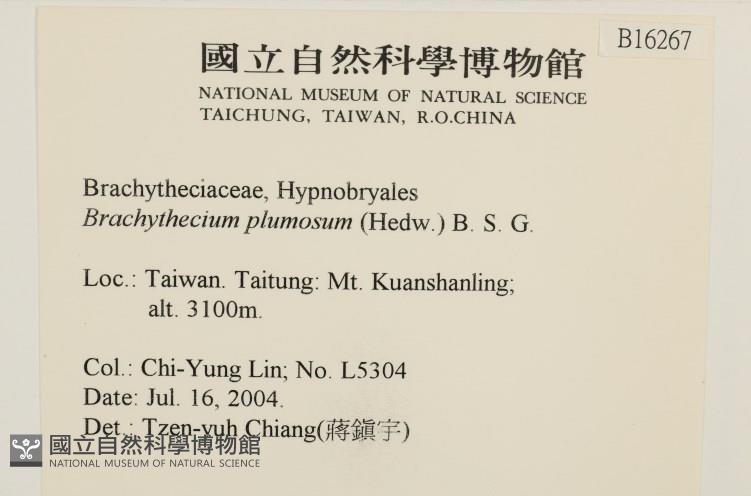 B16267
國立自然科學博物館
NATIONAL MUSEUM OF NATURAL SCIENCE
TAICHUNG, TAIWAN, R.O.CHINA
Brachytheciaceae, Hypnobryales
Brachythecium plumosum (Hedw.) B. S. G.
Loc.: Taiwan. Taitung: Mt. Kuanshanling;
alt. 3100m.
Col.: Chi-Yung Lin; No. L5304
Date: Jul. 16, 2004.
Det.: Tzen-yuh Chiang(蔣鎭宇)
國立自然科學博物館
NATIONAL MUSEUM OF NATURAL SCIENCE